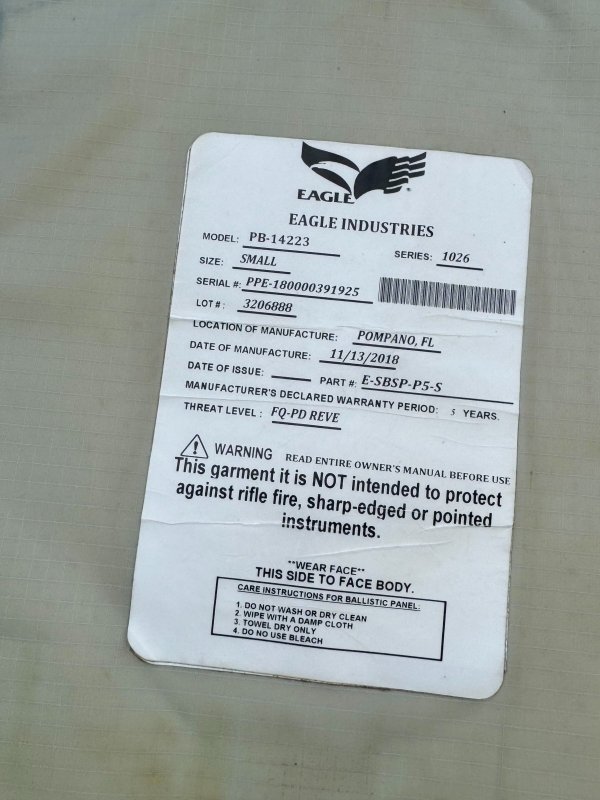 EAGLE
EAGLE INDUSTRIES
MODEL: PB-14223
SERIES: 1026
SIZE: SMALL
SERIAL #: PPE-180000391925
LOT #: 3206888
LOCATION OF MANUFACTURE: POMPANO, FL
DATE OF MANUFACTURE: 11/13/2018
DATE OF ISSUE: PART #: E-SBSP-P5-S
MANUFACTURER'S DECLARED WARRANTY PERIOD: 5 YEARS.
THREAT LEVEL : FQ-PD REVE
WARNING READ ENTIRE OWNER'S MANUAL BEFORE USE
This garment it is NOT intended to protect
against rifle fire, sharp-edged or pointed
instruments.
**WEAR FACE**
THIS SIDE TO FACE BODY.
CARE INSTRUCTIONS FOR BALLISTIC PANEL:
1. DO NOT WASH OR DRY CLEAN
2. WIPE WITH A DAMP CLOTH
3. TOWEL DRY ONLY
4. DO NO USE BLEACH